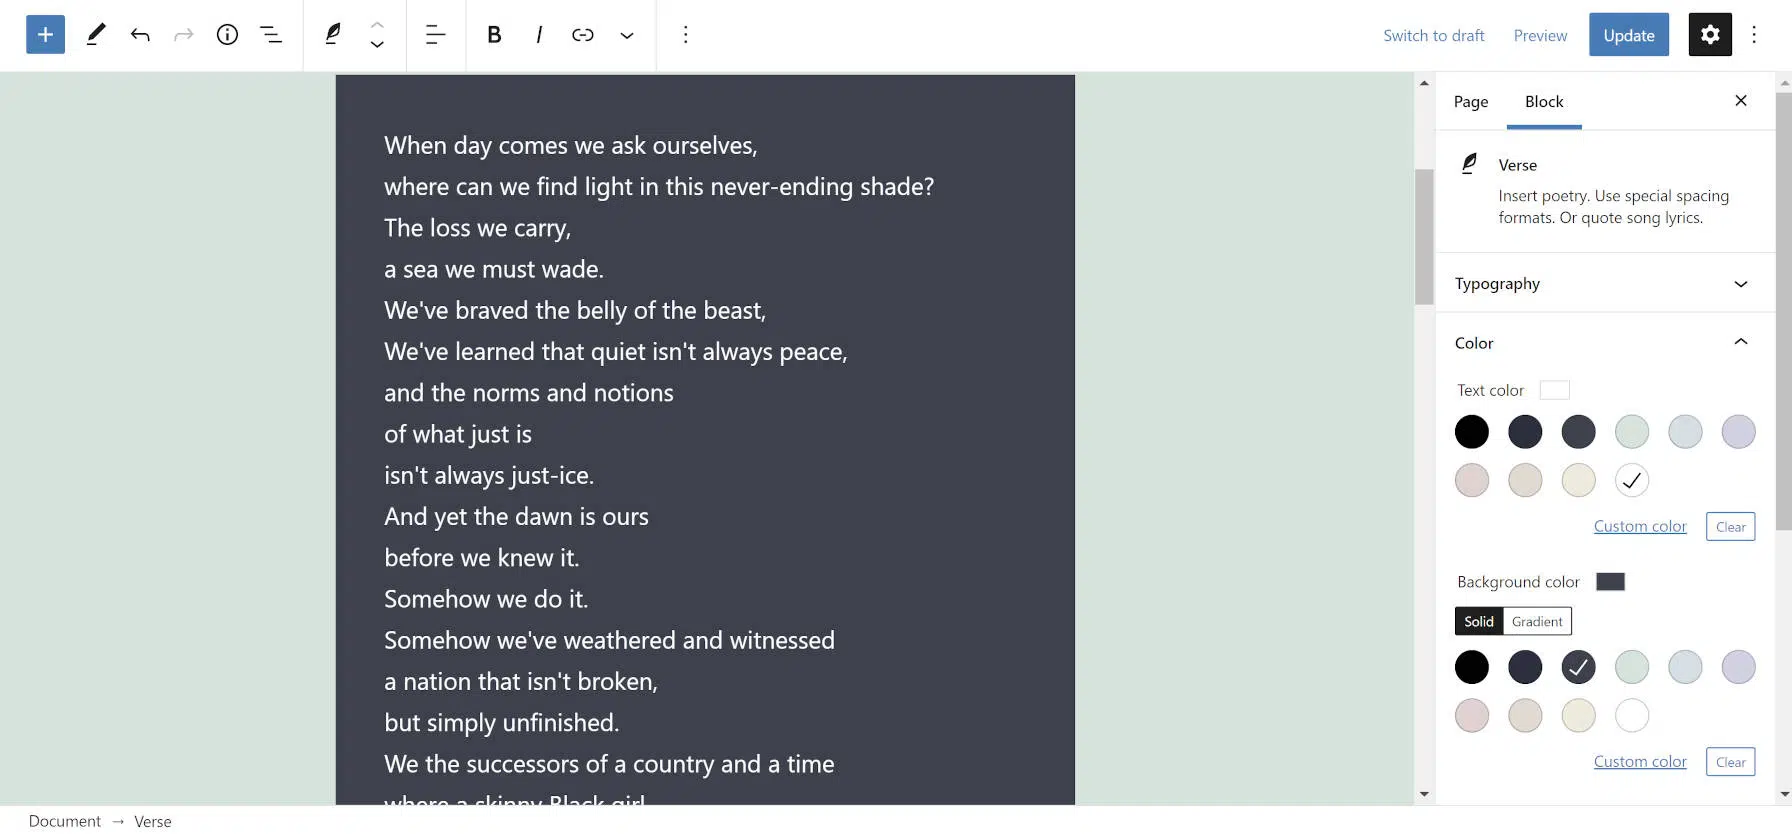 B I
Switch to draft Preview Update
When day comes we ask ourselves,
where can we find light in this never-ending shade?
The loss we carry,
a sea we must wade.
We've braved the belly of the beast,
We've learned that quiet isn't always peace,
and the norms and notions
of what just is
isn't always just-ice.
And yet the dawn is ours
before we knew it.
Somehow we do it.
Somehow we've weathered and witnessed
a nation that isn't broken,
but simply unfinished.
We the successors of a country and a time
where a skinny Black girl
Page Block
Verse
Insert poetry. Use special spacing
formats. Or quote song lyrics.
Typography
Color
Text color
Custom color Clear
Background color
Solid Gradient
Custom color Clear
Document → Verse